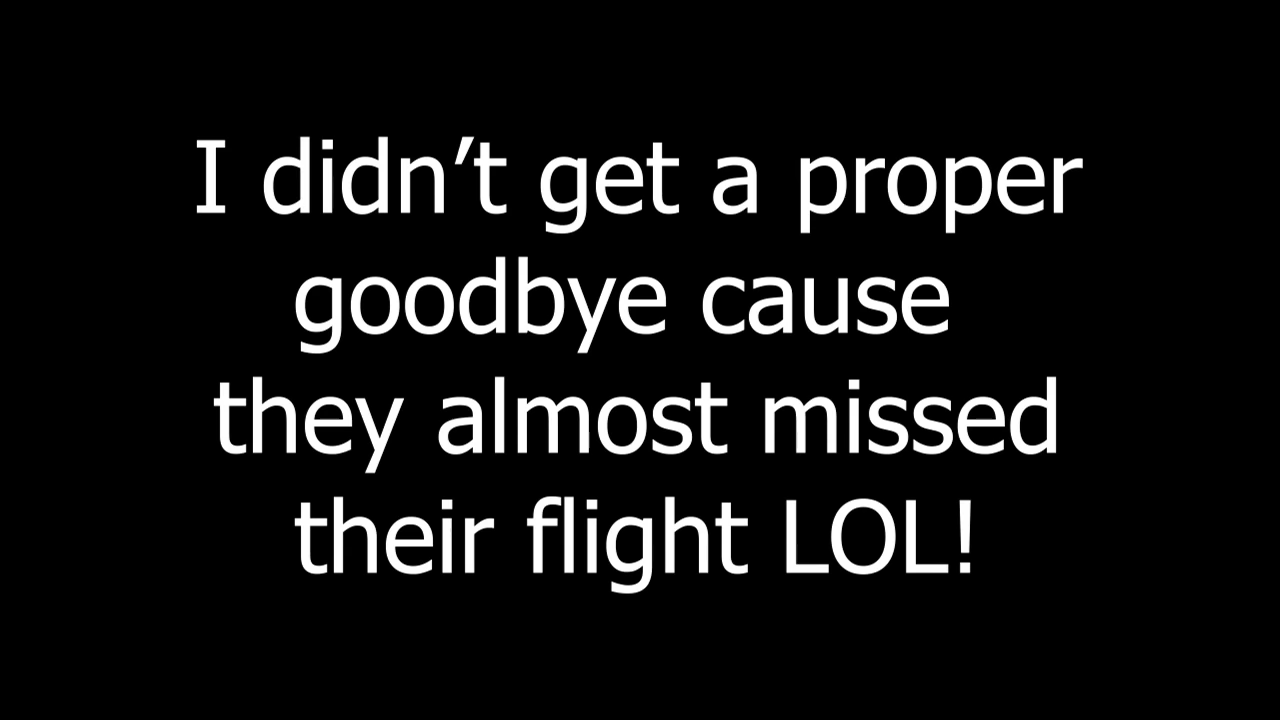 I didn’t get a proper
goodbye cause
they almost missed
their flight LOL!